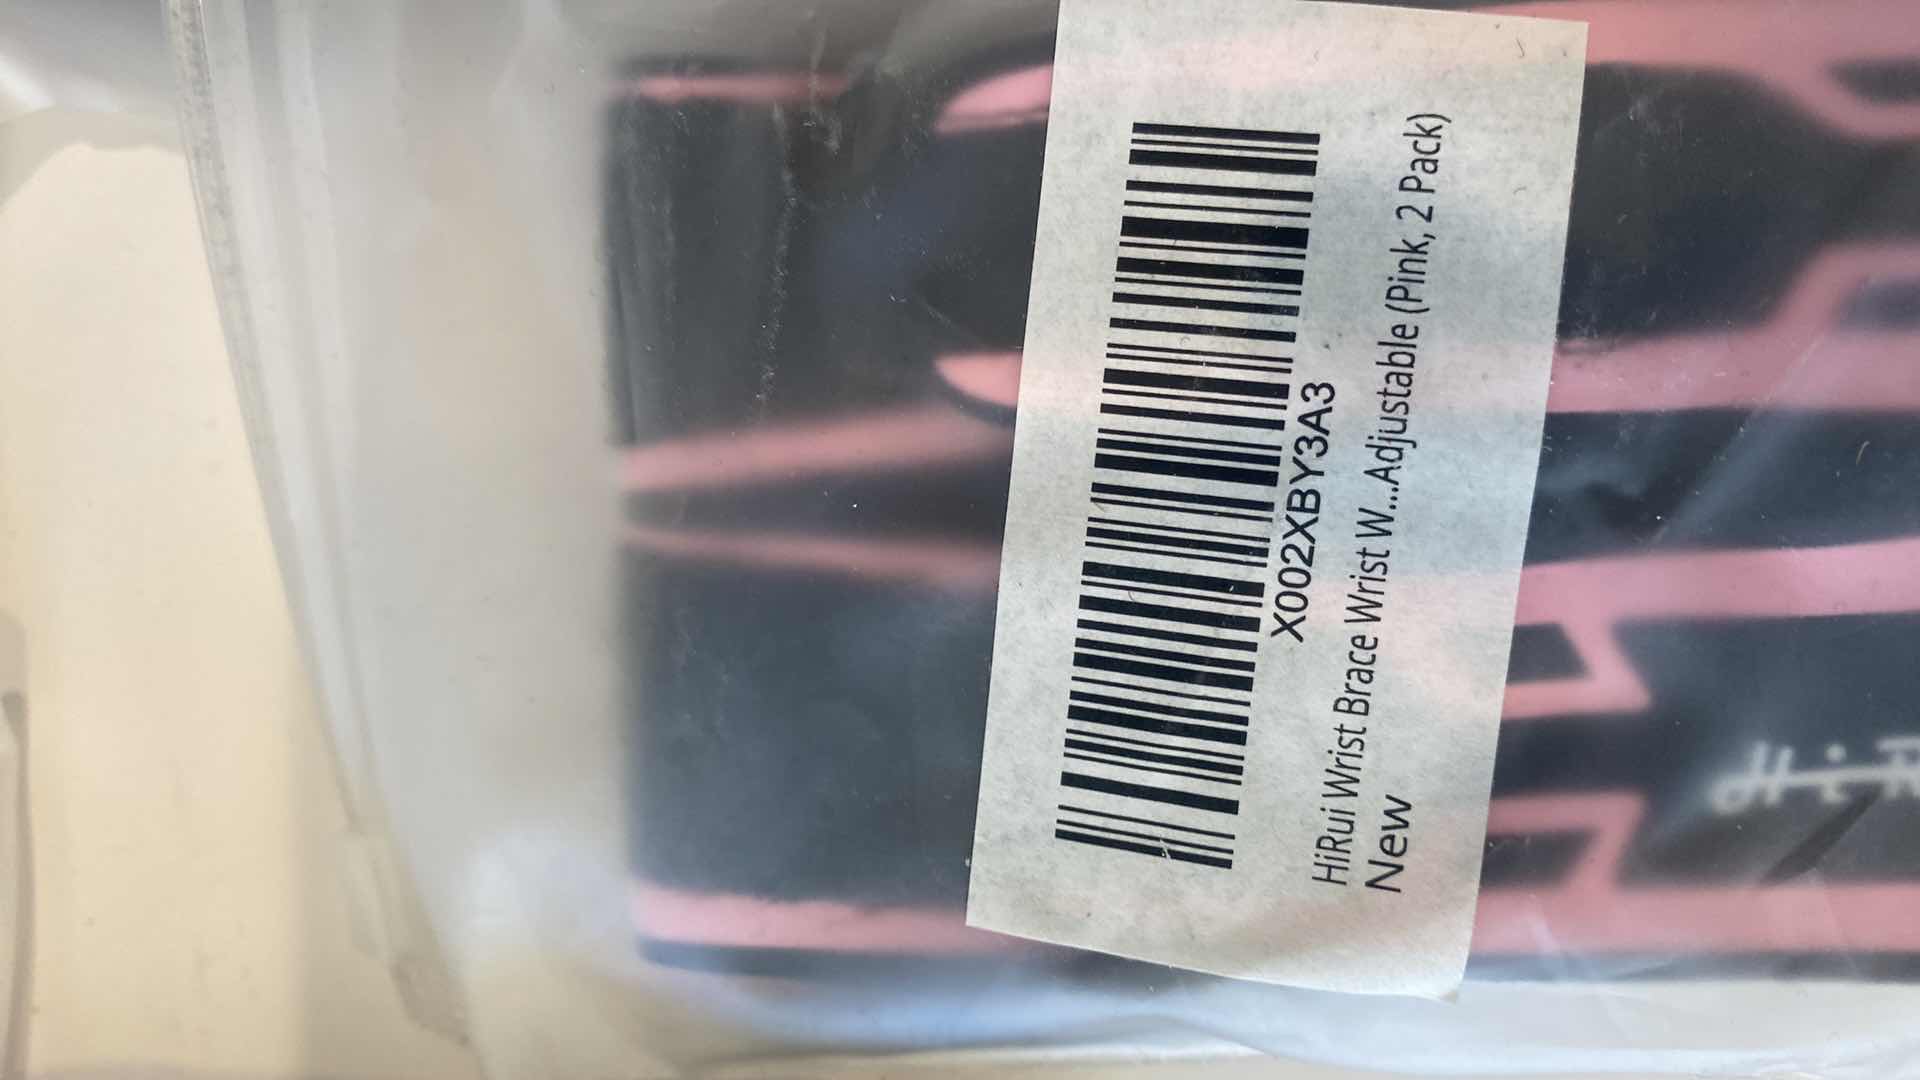 X002XBY3A3
HiRui Wrist Brace Wrist W...Adjustable (Pink, 2 Pack)
New